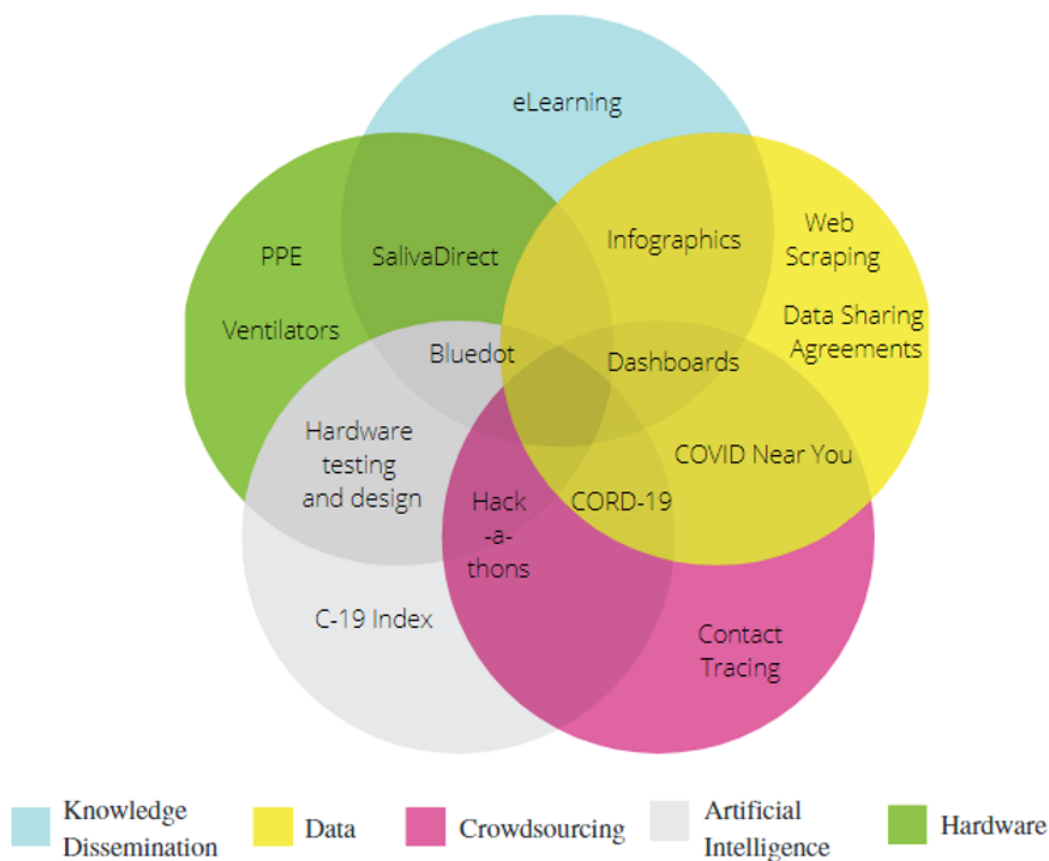 eLearning
Web
Scraping
Infographics
PPE
SalivaDirect
Data Sharing
Agreements
Ventilators
Bluedot
Dashboards
Hardware
testing
and design
COVID Near You
Hack
-a-
thons
CORD-19
C-19 Index
Contact
Tracing
Knowledge
Dissemination
Data
Crowdsourcing
Artificial
Intelligence
Hardware